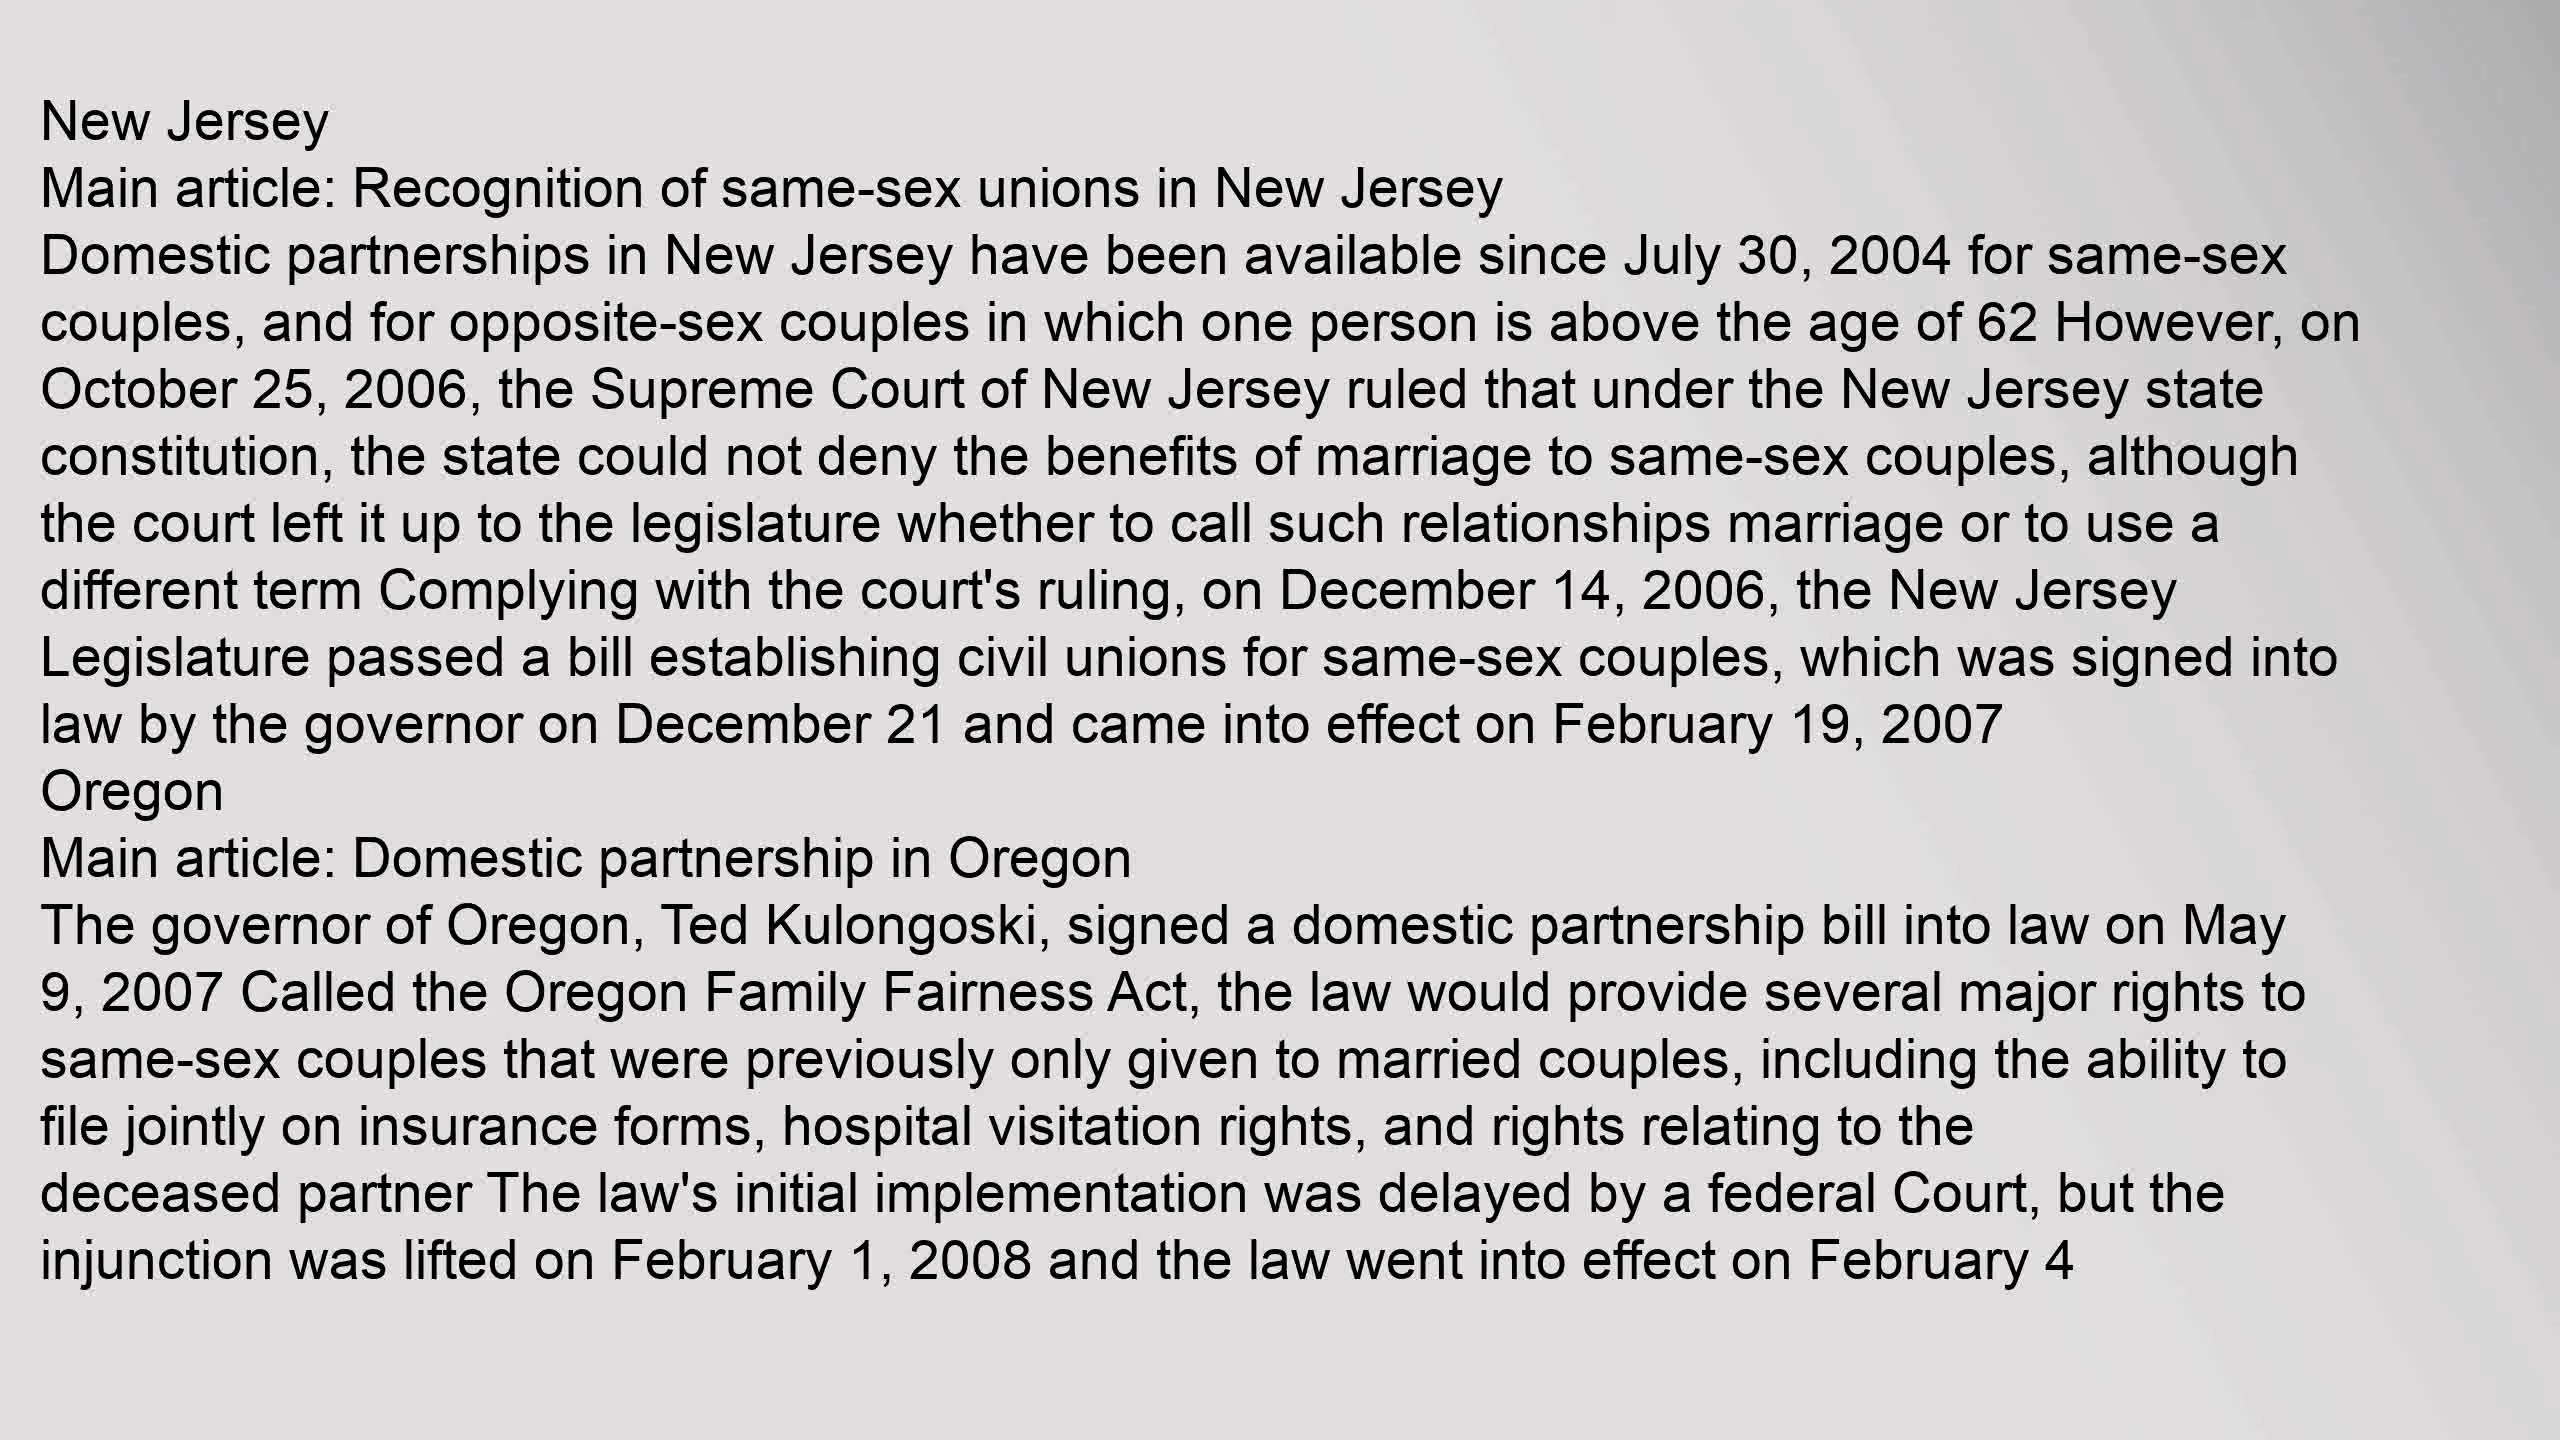 New Jersey
Main article: Recognition of same-sex unions in New Jersey
Domestic partnerships in New Jersey have been available since July 30, 2004 for same-sex
couples, and for opposite-sex couples in which one person is above the age of 62 However, on
October 25, 2006, the Supreme Court of New Jersey ruled that under the New Jersey state
constitution, the state could not deny the benefits of marriage to same-sex couples, although
the court left it up to the legislature whether to call such relationships marriage or to use a
different term Complying with the court's ruling, on December 14, 2006, the New Jersey
Legislature passed a bill establishing civil unions for same-sex couples, which was signed into
law by the governor on December 21 and came into effect on February 19, 2007
Oregon
Main article: Domestic partnership in Oregon
The governor of Oregon, Ted Kulongoski, signed a domestic partnership bill into law on May
9, 2007 Called the Oregon Family Fairness Act, the law would provide several major rights to
same-sex couples that were previously only given to married couples, including the ability to
file jointly on insurance forms, hospital visitation rights, and rights relating to the
deceased partner The law's initial implementation was delayed by a federal Court, but the
injunction was lifted on February 1, 2008 and the law went into effect on February 4